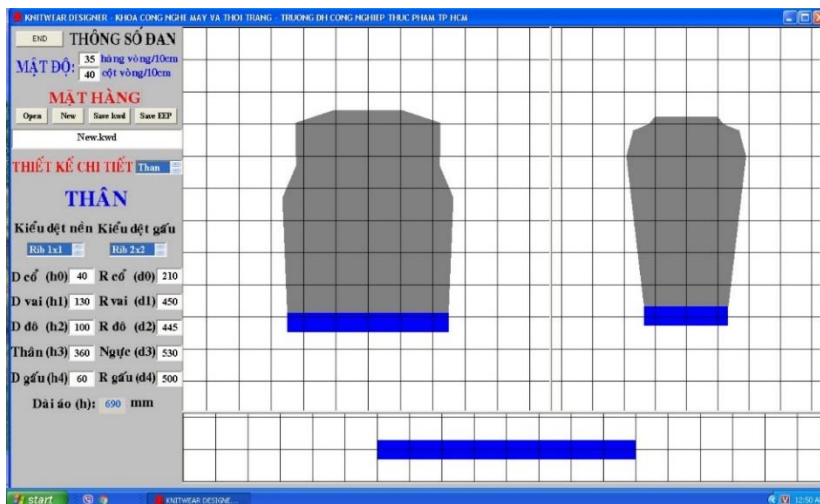 KNITWEAR DESIGNER - KHOA CONG NGHE MAY VA THOI TRANG - TRUONG DH CONG NGHIEP THUC PHAM TP HCM
END THÔNG SỐ ĐAN
MẬT ĐỘ: 35 hàng vòng/10cm
40 cột vòng/10cm
MẶT HÀNG
Open New Save kwd Save EEP
New.kwd
THIẾT KẾ CHI TIẾT Than
THÂN
Kiểu dệt nền Kiểu dệt gấu
Rib 1x1 Rib 2x2
D cổ (h0) 40 R cổ (d0) 210
D vai (h1) 130 R vai (d1) 450
D đô (h2) 100 R đô (d2) 445
Thân (h3) 360 Ngực (d3) 530
D gấu (h4) 60 R gấu (d4) 500
Dài áo (h): 690 mm
start KNITWEAR DESIGNE... 12:50 AM